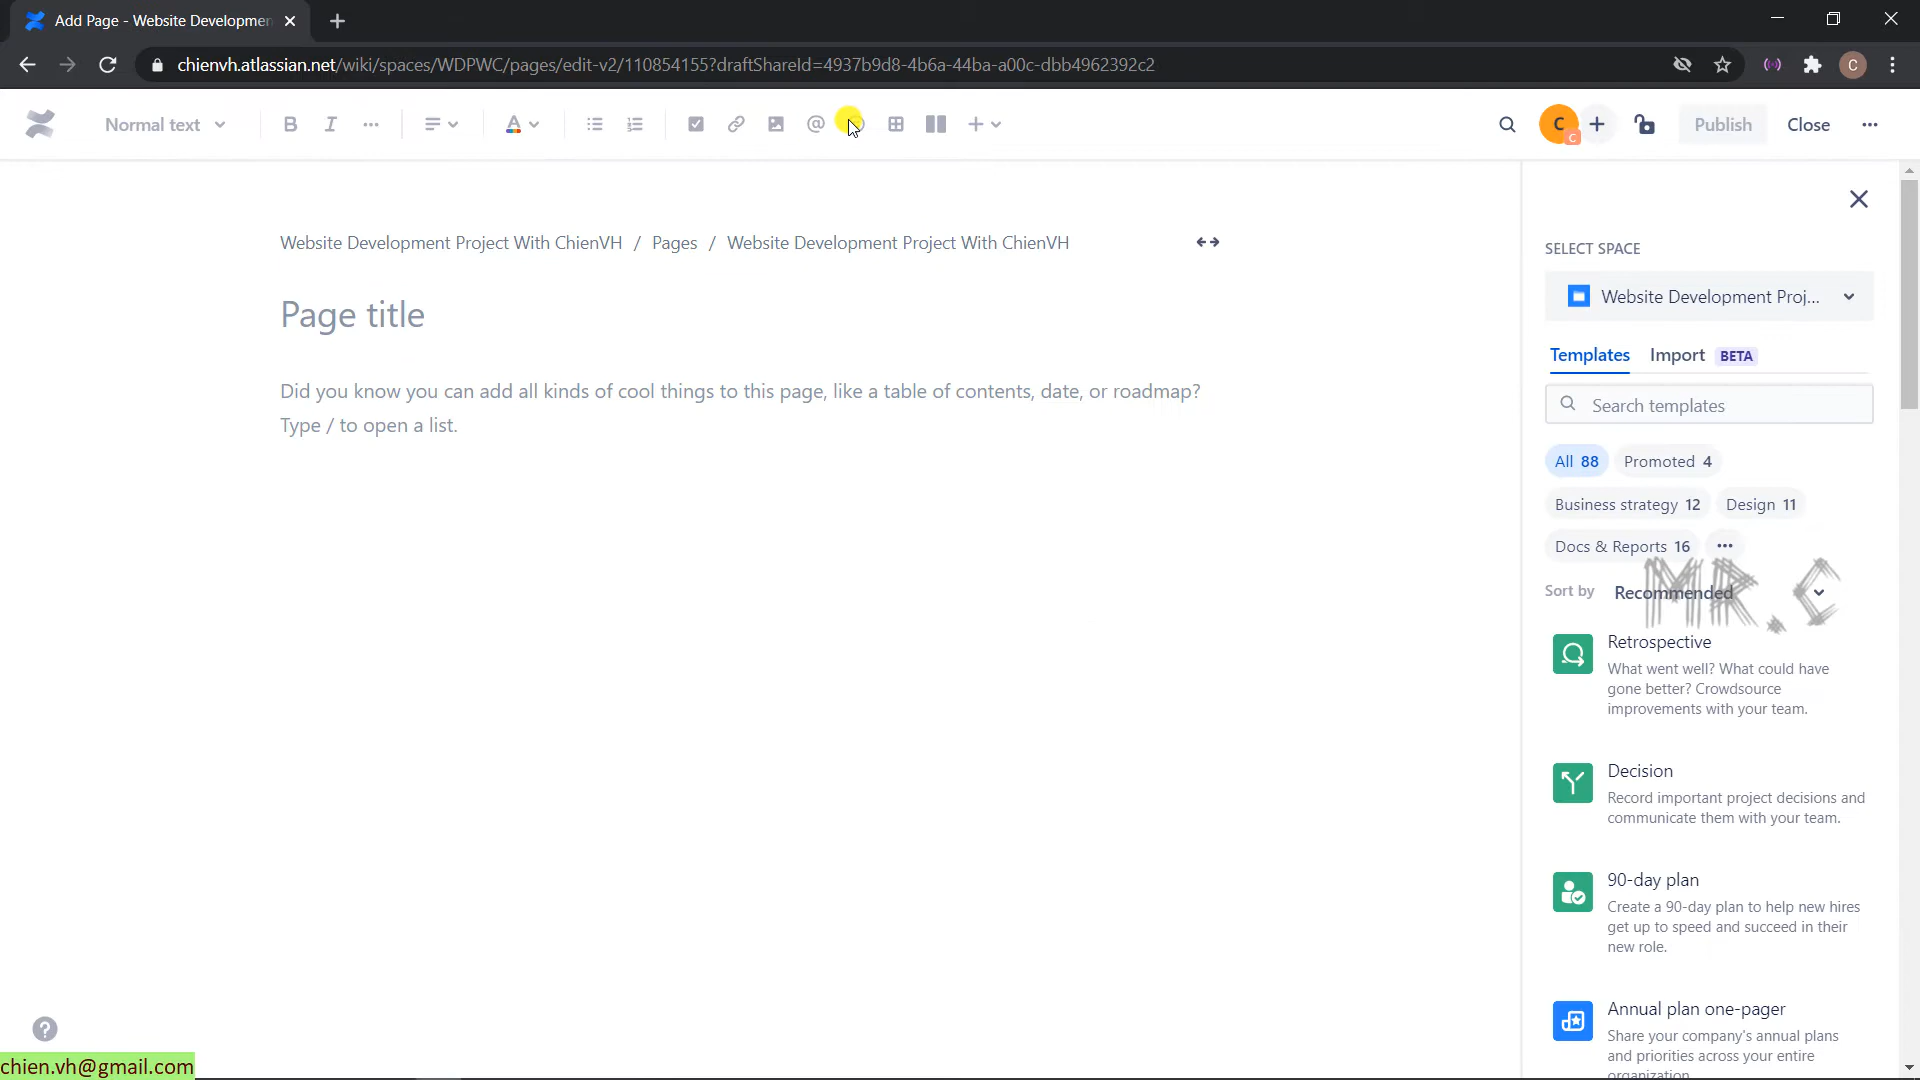 Add Page - Website Developmen
chienvh.atlassian.net/wiki/spaces/WDPWC/pages/edit-v2/110854155?draftShareId=4937b9d8-4b6a-44ba-a00c-dbb4962392c2
C
Normal text
B I A @
C C
Publish Close
Website Development Project With ChienVH / Pages / Website Development Project With ChienVH
Page title
Did you know you can add all kinds of cool things to this page, like a table of contents, date, or roadmap?
Type / to open a list.
SELECT SPACE
Website Development Proj...
Templates Import BETA
Search templates
All 88 Promoted 4
Business strategy 12 Design 11
Docs & Reports 16
Sort by Recommended
MR.C
Retrospective
What went well? What could have
gone better? Crowdsource
improvements with your team.
Decision
Record important project decisions and
communicate them with your team.
90-day plan
Create a 90-day plan to help new hires
get up to speed and succeed in their
new role.
Annual plan one-pager
Share your company's annual plans
and priorities across your entire
organization.
?
chien.vh@gmail.com